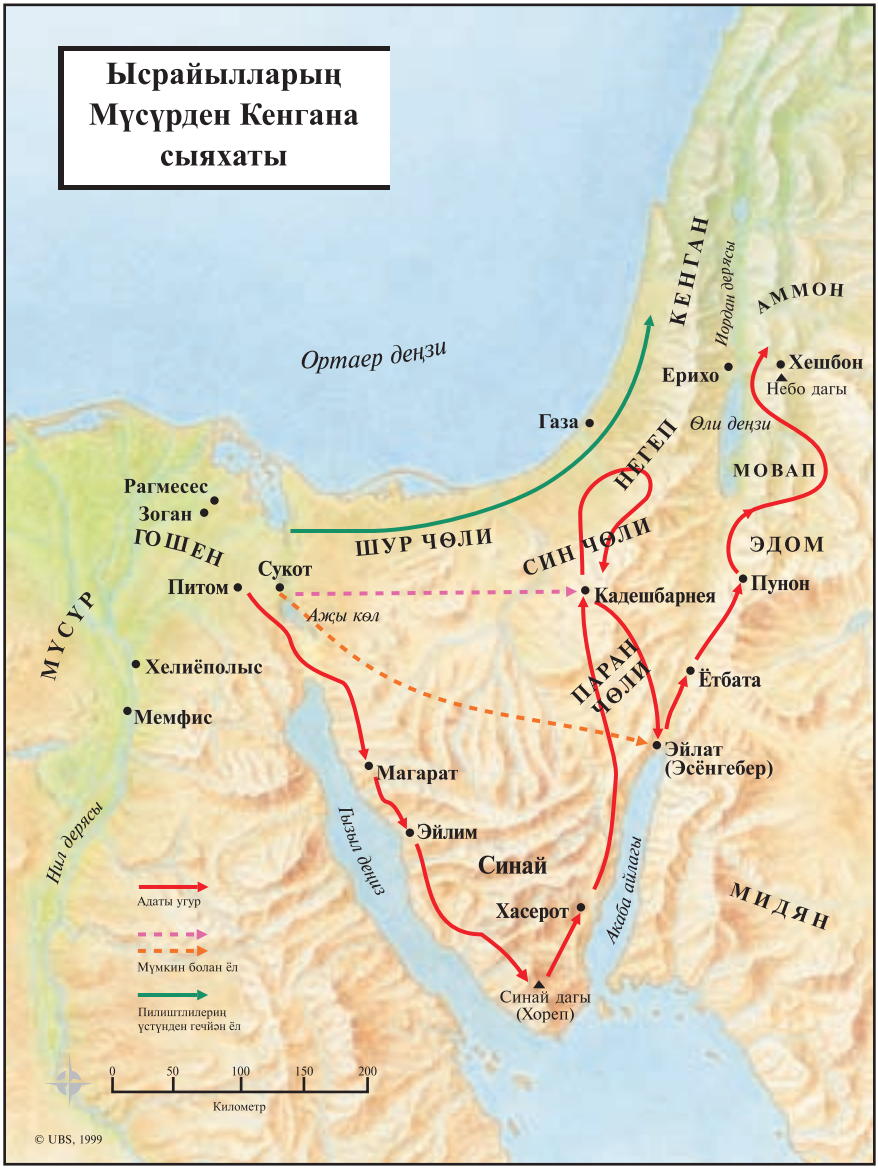 Ысрайылларың
Мүсүрден Кенгана
сыяхаты
КЕНГАН
Иордан дерясы
АММОН
Ортаер деңзи
Ерихо
Хешбон
Небо дагы
Газа
Өли деңзи
НЕГЕП
МОВАП
Рагмесес
Зоган
ГОШЕН
ШУР ЧӨЛИ
СИН ЧӨЛИ
ЭДОМ
Сукот
Питом
Кадешбарнея
Пунон
Ажы көл
МҮСҮР
Хелиёполыс
ПАРАН
ЧӨЛИ
Ётбата
Мемфис
Эйлат
(Эсёнгебер)
Магарат
Эйлим
Гызыл деңиз
Нил дерясы
Синай
Акаба айлагы
МИДЯН
Хасерот
Синай дагы
(Хореп)
Адаты угур
Мүмкин болан ёл
Пилиштлилериң
үстүнден гечйән ёл
0 50 100 150 200
Километр
© UBS, 1999